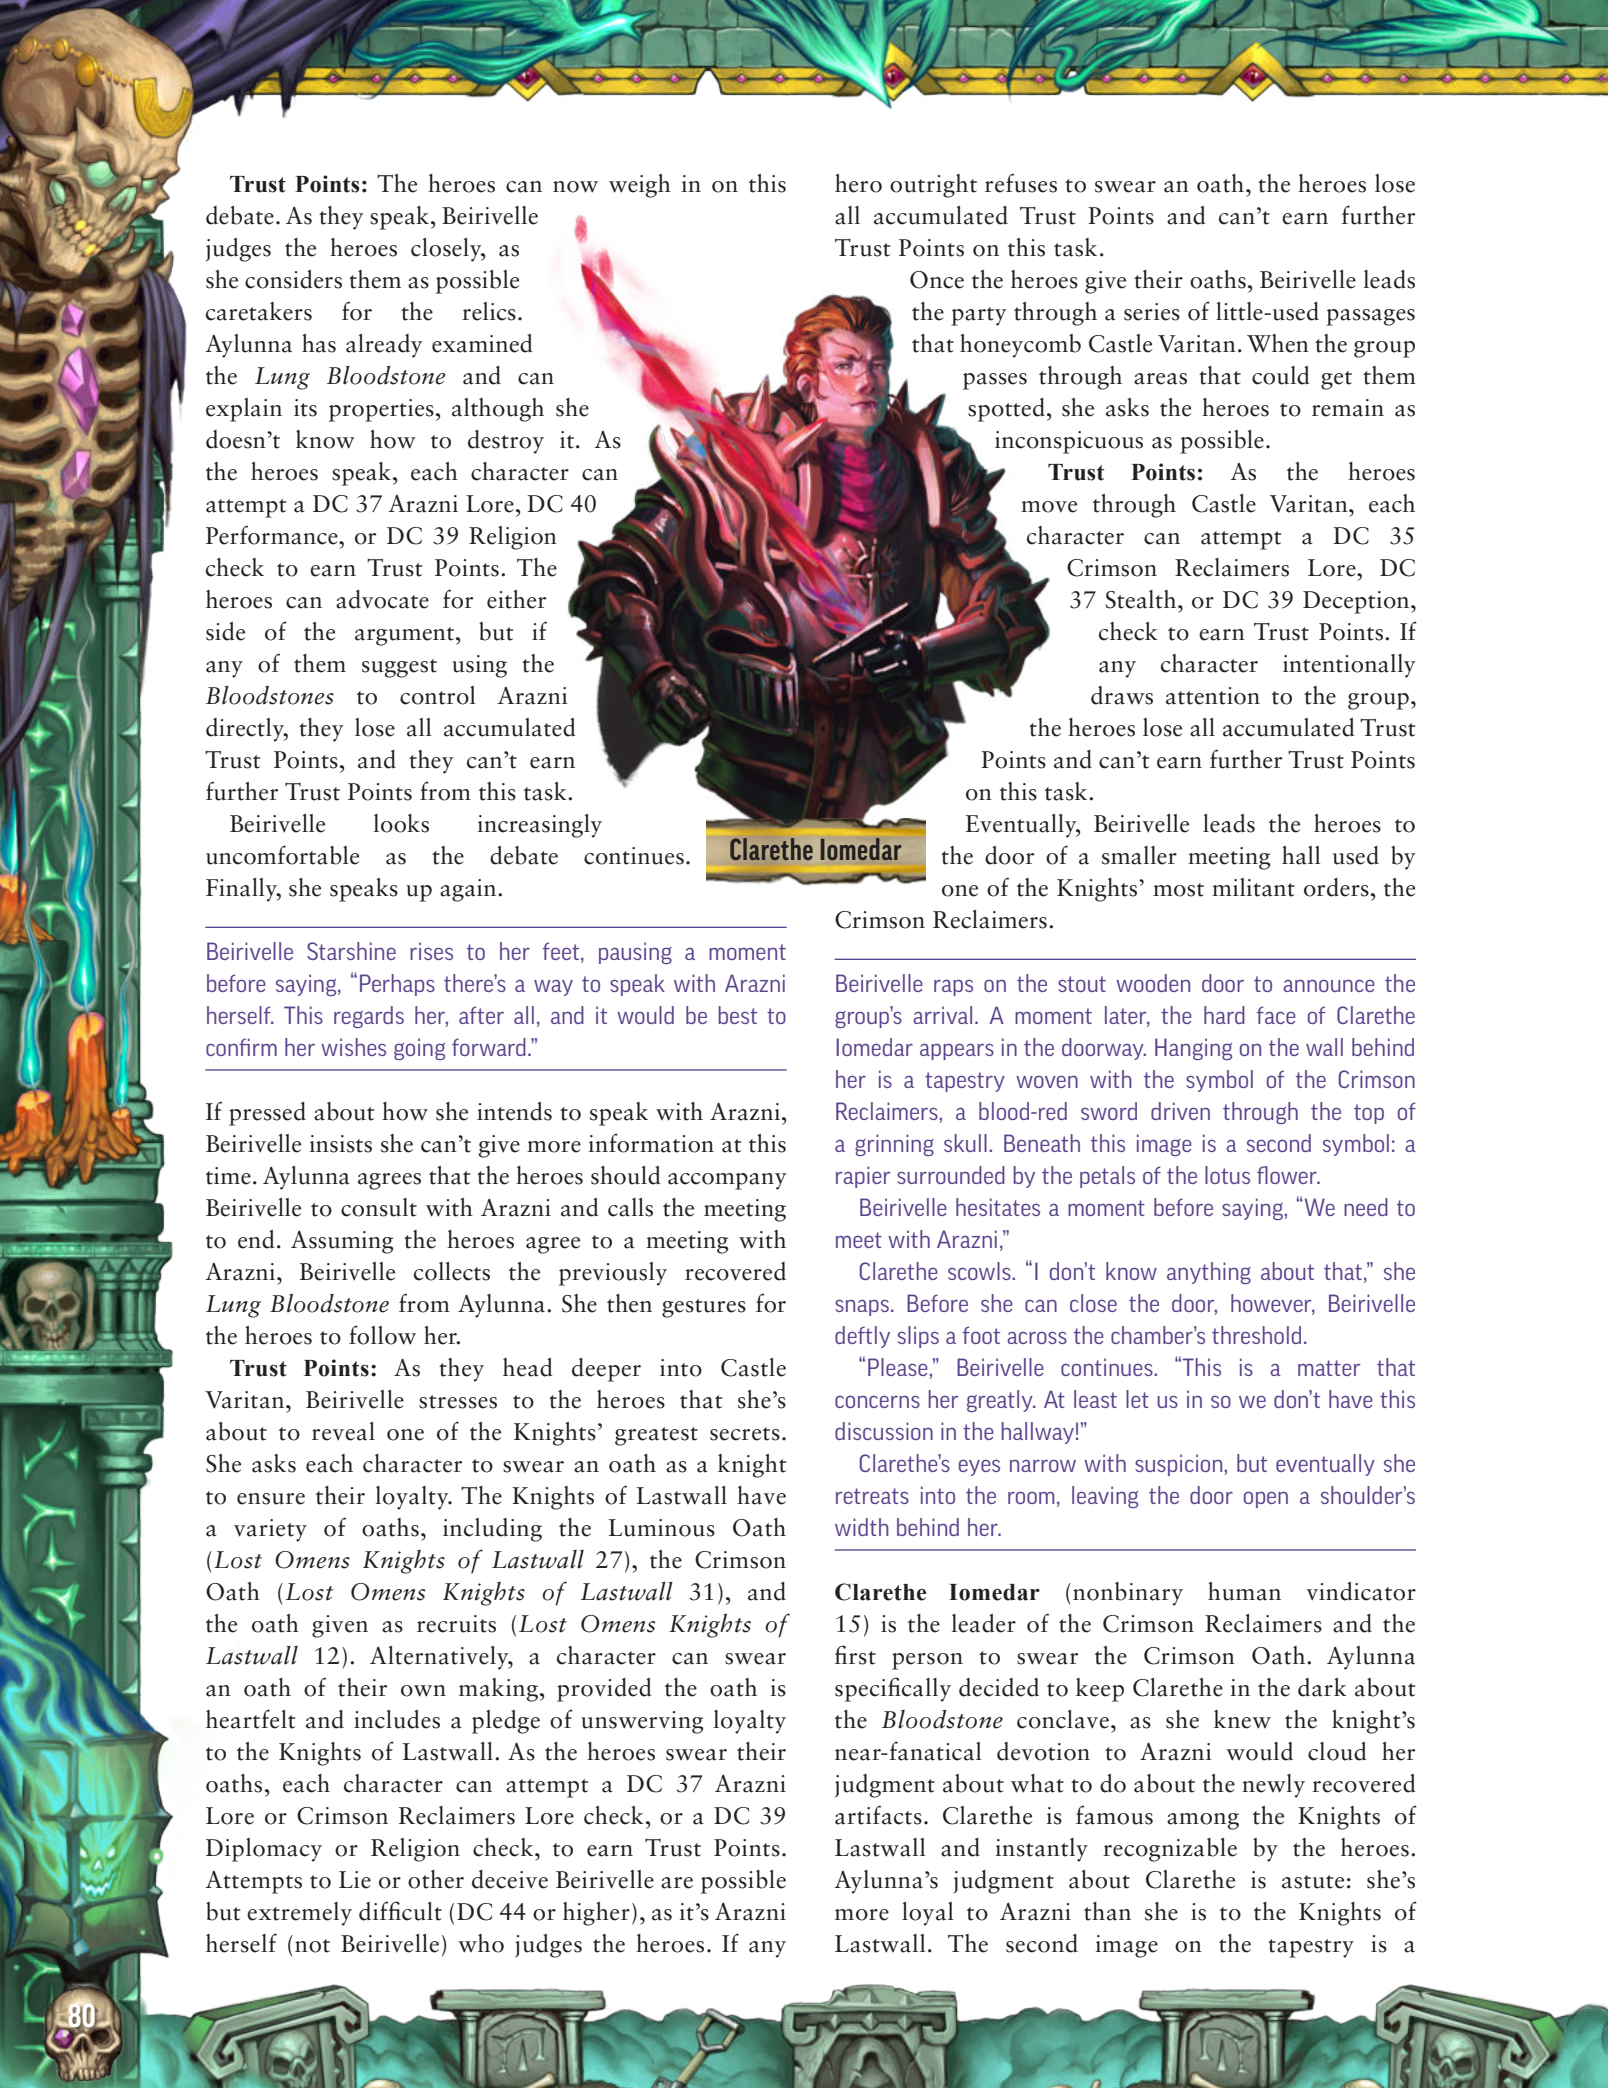 Trust Points: The heroes can now weigh in on this
debate. As they speak, Beirivelle
judges the heroes closely, as
she considers them as possible
caretakers for the relics.
Aylunna has already examined
the Lung Bloodstone and can
explain its properties, although she
doesn't know how to destroy it. As
the heroes speak, each character can
attempt a DC 37 Arazni Lore, DC 40
Performance, or DC 39 Religion
check to earn Trust Points. The
heroes can advocate for either
side of the argument, but if
any of them suggest using the
Bloodstones to control Arazni
directly, they lose all accumulated
Trust Points, and they can't earn
further Trust Points from this task.
Beirivelle looks increasingly
uncomfortable as the debate continues.
Finally, she speaks up again.
Beirivelle Starshine rises to her feet, pausing a moment
before saying, “Perhaps there's a way to speak with Arazni
herself. This regards her, after all, and it would be best to
confirm her wishes going forward.”
If pressed about how she intends to speak with Arazni,
Beirivelle insists she can't give more information at this
time. Aylunna agrees that the heroes should accompany
Beirivelle to consult with Arazni and calls the meeting
to end. Assuming the heroes agree to a meeting with
Arazni, Beirivelle collects the previously recovered
Lung Bloodstone from Aylunna. She then gestures for
the heroes to follow her.
Trust Points: As they head deeper into Castle
Varitan, Beirivelle stresses to the heroes that she's
about to reveal one of the Knights' greatest secrets.
She asks each character to swear an oath as a knight
to ensure their loyalty. The Knights of Lastwall have
a variety of oaths, including the Luminous Oath
(Lost Omens Knights of Lastwall 27), the Crimson
Oath (Lost Omens Knights of Lastwall 31), and
the oath given as recruits (Lost Omens Knights of
Lastwall 12). Alternatively, a character can swear
an oath of their own making, provided the oath is
heartfelt and includes a pledge of unswerving loyalty
to the Knights of Lastwall. As the heroes swear their
oaths, each character can attempt a DC 37 Arazni
Lore or Crimson Reclaimers Lore check, or a DC 39
Diplomacy or Religion check, to earn Trust Points.
Attempts to Lie or other deceive Beirivelle are possible
but extremely difficult (DC 44 or higher), as it's Arazni
herself (not Beirivelle) who judges the heroes. If any
hero outright refuses to swear an oath, the heroes lose
all accumulated Trust Points and can't earn further
Trust Points on this task.
Once the heroes give their oaths, Beirivelle leads
the party through a series of little-used passages
that honeycomb Castle Varitan. When the group
passes through areas that could get them
spotted, she asks the heroes to remain as
inconspicuous as possible.
Trust Points: As the heroes
move through Castle Varitan, each
character can attempt a DC 35
Crimson Reclaimers Lore, DC
37 Stealth, or DC 39 Deception,
check to earn Trust Points. If
any character intentionally
draws attention to the group,
the heroes lose all accumulated Trust
Points and can't earn further Trust Points
on this task.
Eventually, Beirivelle leads the heroes to
the door of a smaller meeting hall used by
one of the Knights' most militant orders, the
Crimson Reclaimers.
Clarethe Iomedar
Beirivelle raps on the stout wooden door to announce the
group's arrival. A moment later, the hard face of Clarethe
Iomedar appears in the doorway. Hanging on the wall behind
her is a tapestry woven with the symbol of the Crimson
Reclaimers, a blood-red sword driven through the top of
a grinning skull. Beneath this image is a second symbol: a
rapier surrounded by the petals of the lotus flower.
Beirivelle hesitates a moment before saying, “We need to
meet with Arazni,”
Clarethe scowls. “I don't know anything about that,” she
snaps. Before she can close the door, however, Beirivelle
deftly slips a foot across the chamber's threshold.
“Please,” Beirivelle continues. “This is a matter that
concerns her greatly. At least let us in so we don't have this
discussion in the hallway!”
Clarethe's eyes narrow with suspicion, but eventually she
retreats into the room, leaving the door open a shoulder's
width behind her.
Clarethe Iomedar (nonbinary human vindicator
15) is the leader of the Crimson Reclaimers and the
first person to swear the Crimson Oath. Aylunna
specifically decided to keep Clarethe in the dark about
the Bloodstone conclave, as she knew the knight's
near-fanatical devotion to Arazni would cloud her
judgment about what to do about the newly recovered
artifacts. Clarethe is famous among the Knights of
Lastwall and instantly recognizable by the heroes.
Aylunna's judgment about Clarethe is astute: she's
more loyal to Arazni than she is to the Knights of
Lastwall. The second image on the tapestry is a
80